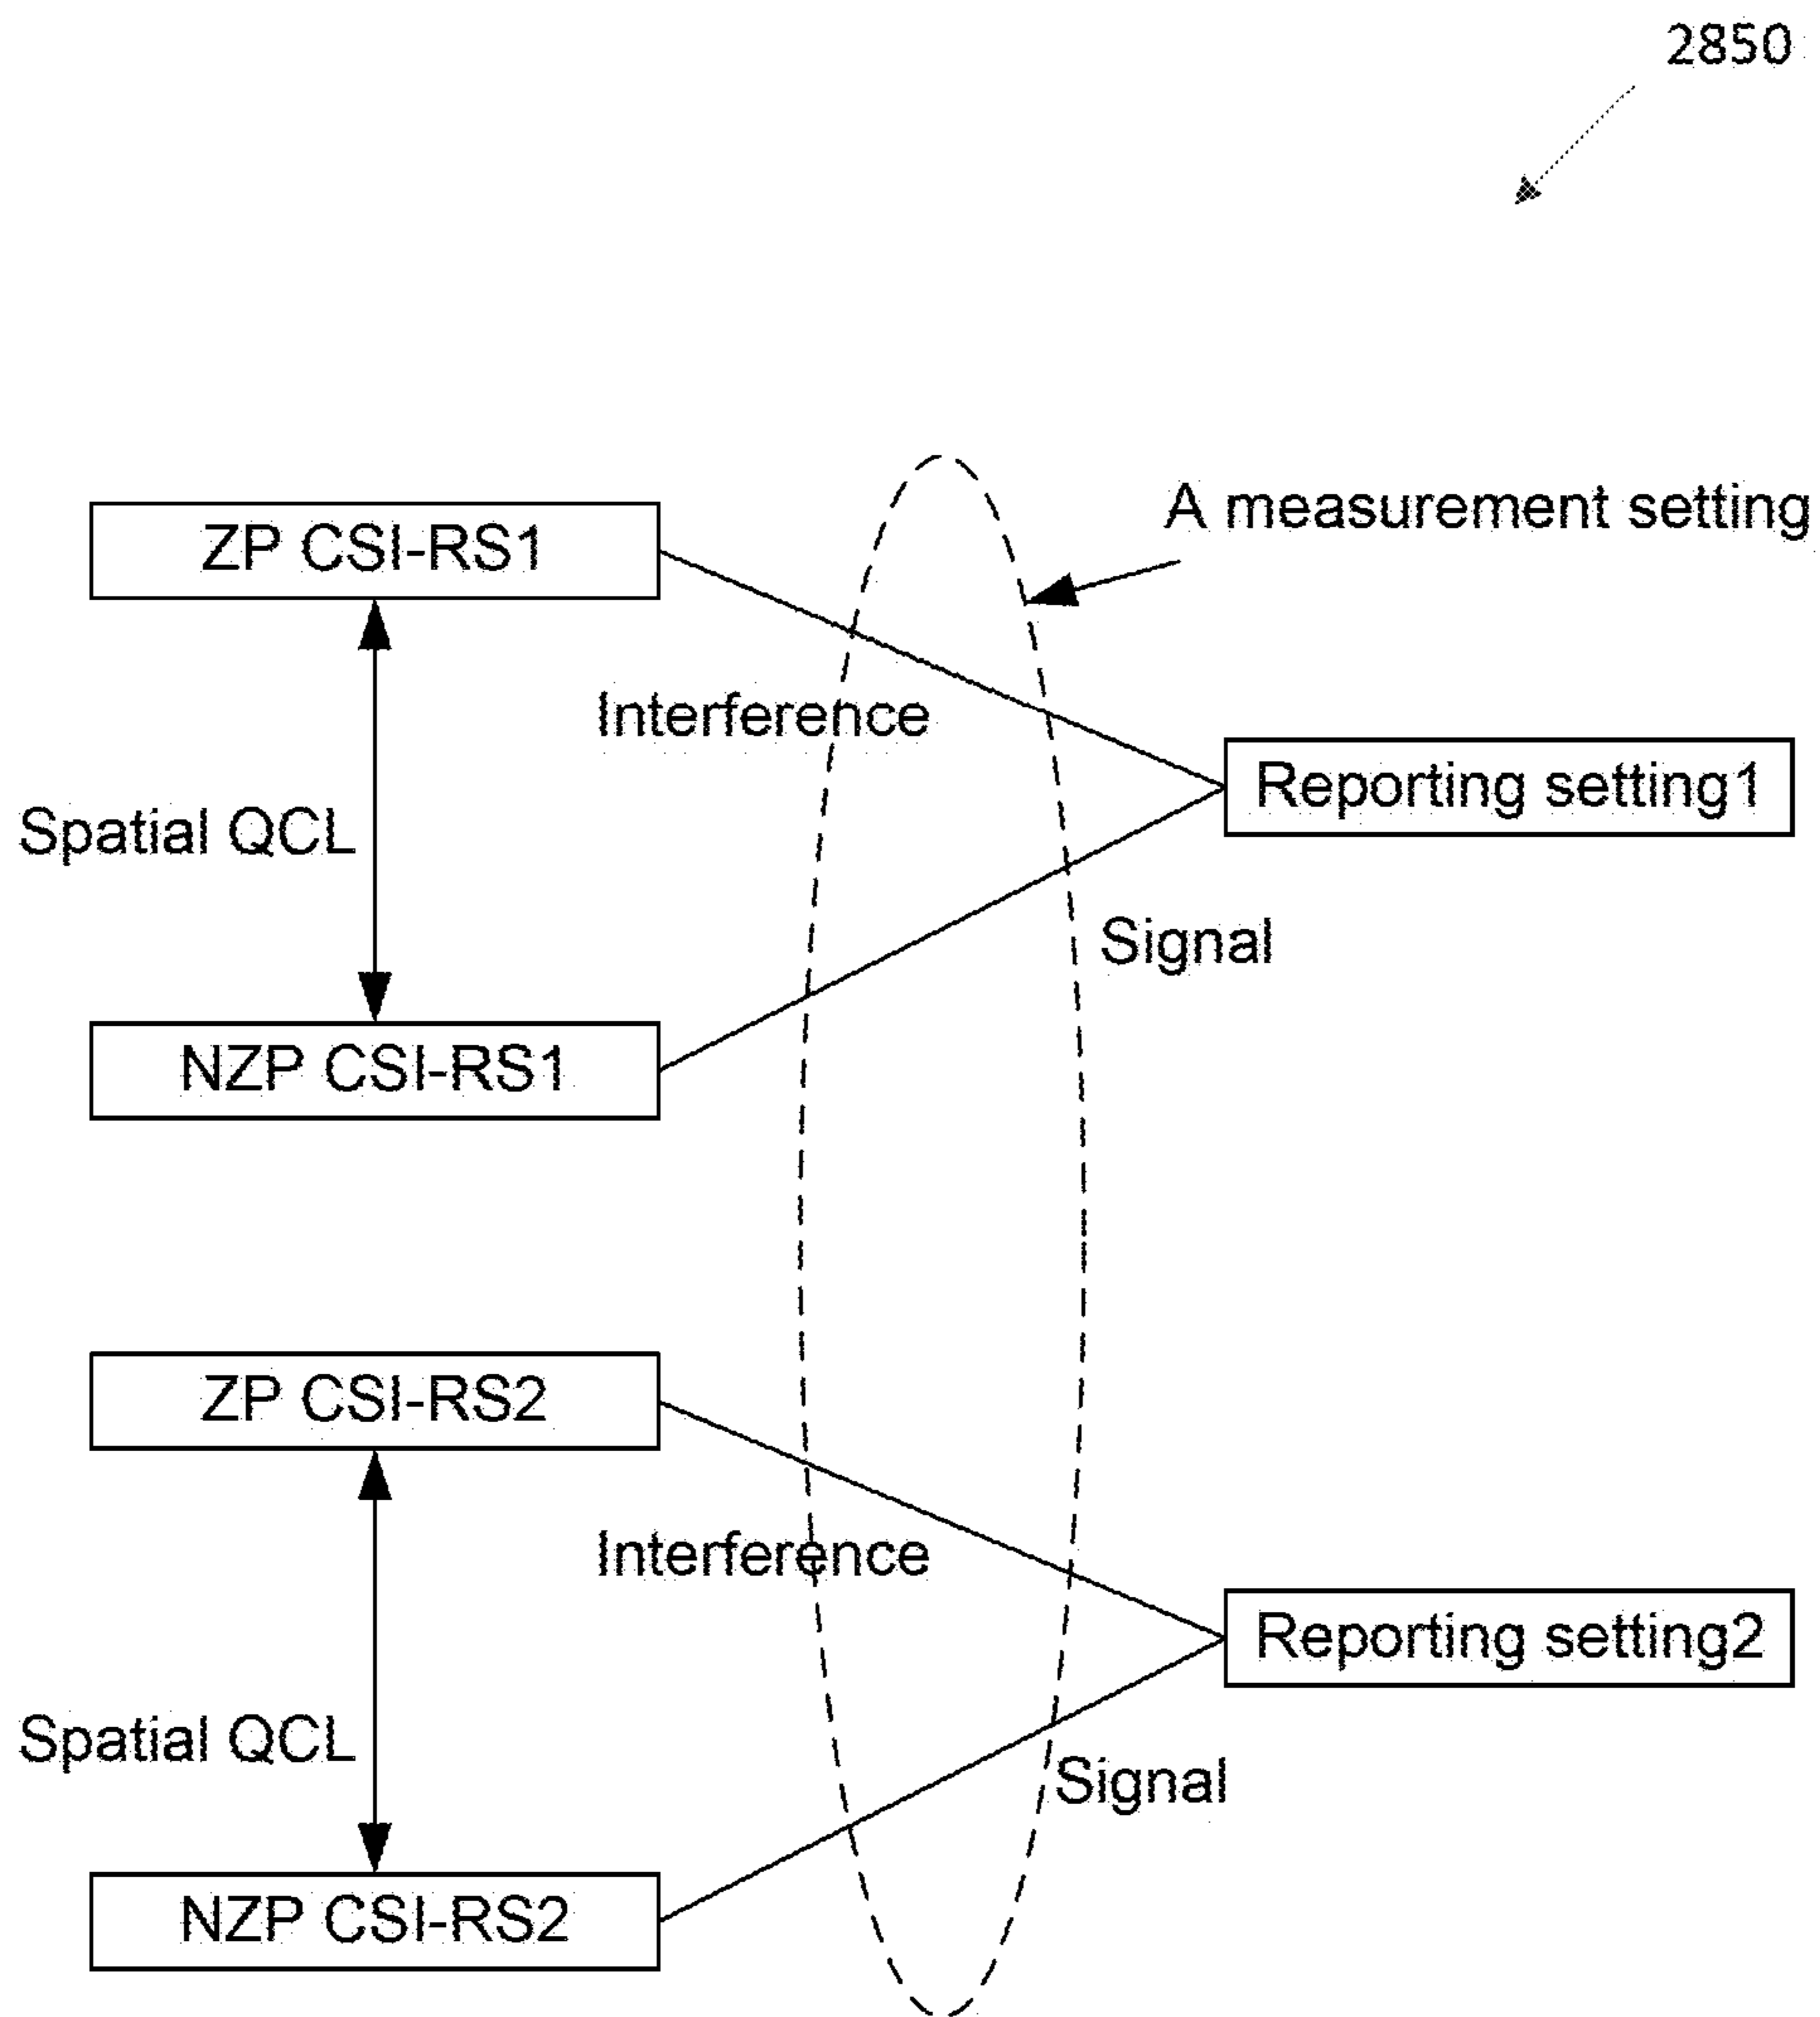 2850
A measurement setting
ZP CSI-RS1
Interference
Reporting setting1
Spatial QCL
Signal
NZP CSI-RS1
ZP CSI-RS2
Interference
Reporting setting2
Spatial QCL
Signal
NZP CSI-RS2